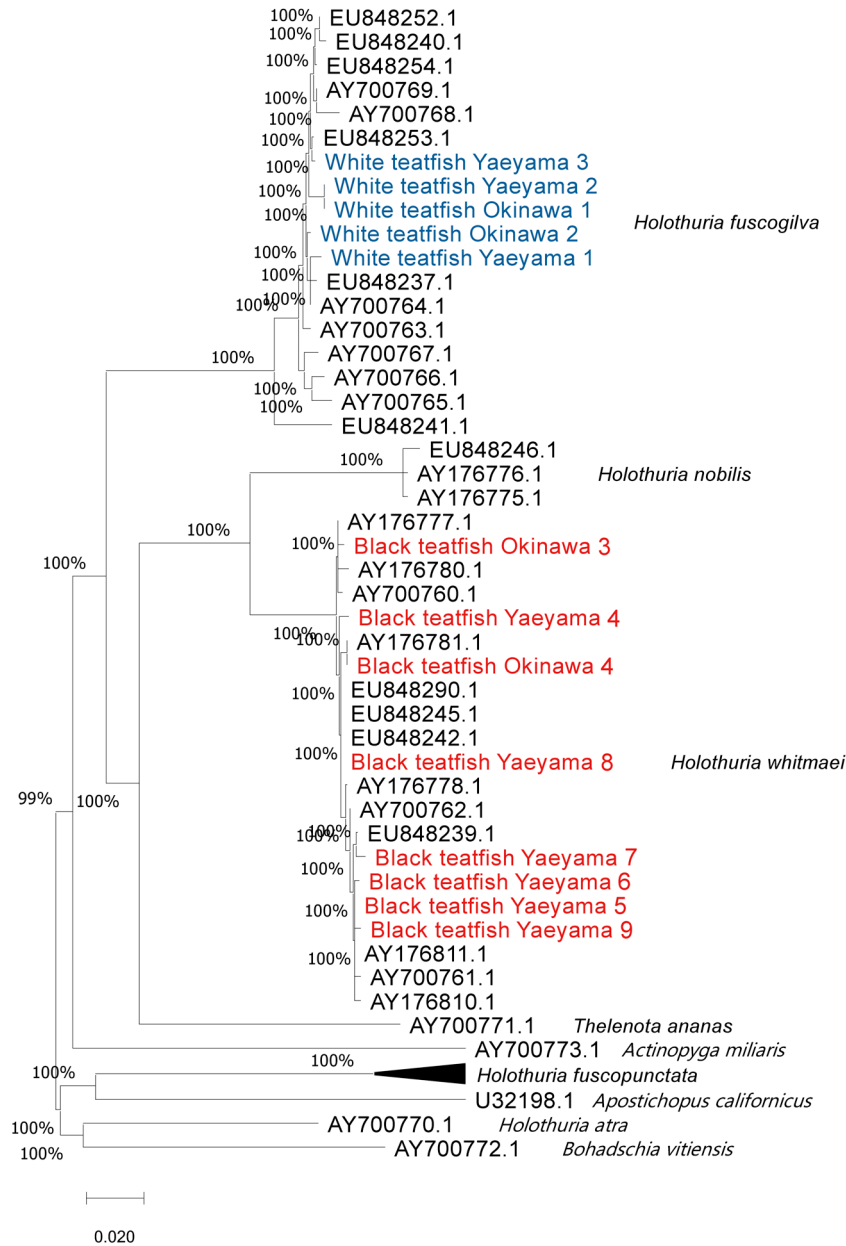 100% EU848252.1
100% EU848240.1
100% EU848254.1
100% AY700769.1
100% AY700768.1
100% EU848253.1
100% White teatfish Yaeyama 3
100% White teatfish Yaeyama 2
100% White teatfish Okinawa 1
Holothuria fuscogilva
White teatfish Okinawa 2
100% White teatfish Yaeyama 1
100% EU848237.1
100% 100% AY700764.1
AY700763.1
100% AY700767.1
100% AY700766.1
100% AY700765.1
EU848241.1
EU848246.1
100% AY176776.1 Holothuria nobilis
AY176775.1
AY176777.1
100% 100% Black teatfish Okinawa 3
100% AY176780.1
AY700760.1
Black teatfish Yaeyama 4
100% 100% AY176781.1
Black teatfish Okinawa 4
100% EU848290.1
EU848245.1
EU848242.1
100% Black teatfish Yaeyama 8 Holothuria whitmaei
AY176778.1
99% 100% AY700762.1
100% 100% EU848239.1
Black teatfish Yaeyama 7
100% Black teatfish Yaeyama 6
100% Black teatfish Yaeyama 5
Black teatfish Yaeyama 9
100% AY176811.1
AY700761.1
AY176810.1
AY700771.1 Thelenota ananas
AY700773.1 Actinopyga miliaris
100% 100% Holothuria fuscopunctata
U32198.1 Apostichopus californicus
100% AY700770.1 Holothuria atra
100% AY700772.1 Bohadschia vitiensis
0.020